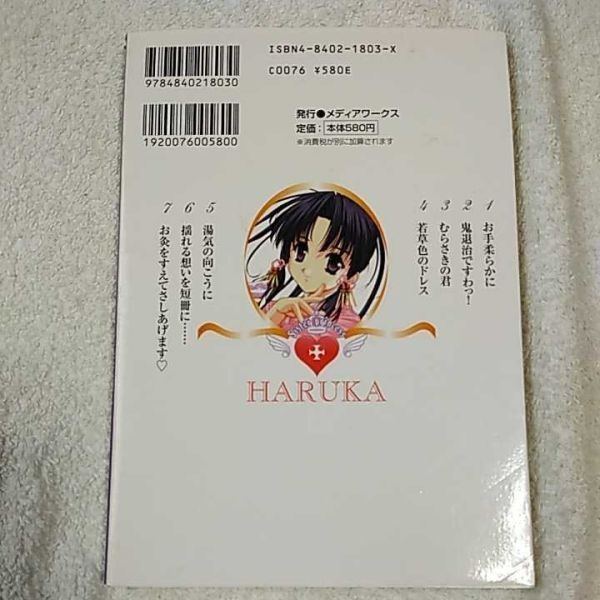 ISBN4-8402-1803-X
C0076 ¥580E
9784840218030
1920076005800
発行●メディアワークス
定価：本体580円
※消費税が別に加算されます
1 お手柔らかに
2 鬼退治ですわっ！
3 むらさきの君
4 若草色のドレス
5 湯気の向こうに
6 揺れる想いを短冊に……
7 お灸をすえてさしあげます♡
HARUKA